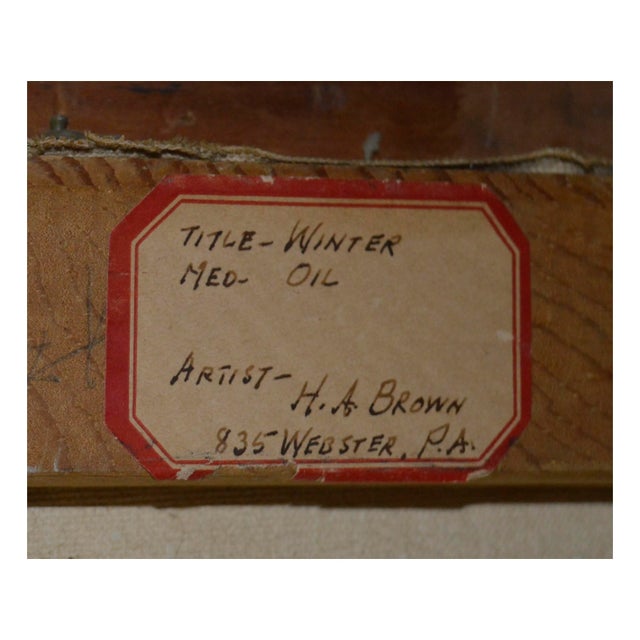 TITLE- WINTER
MED- OIL
ARTIST-
H. A. BROWN
835 WEBSTER, P.A.